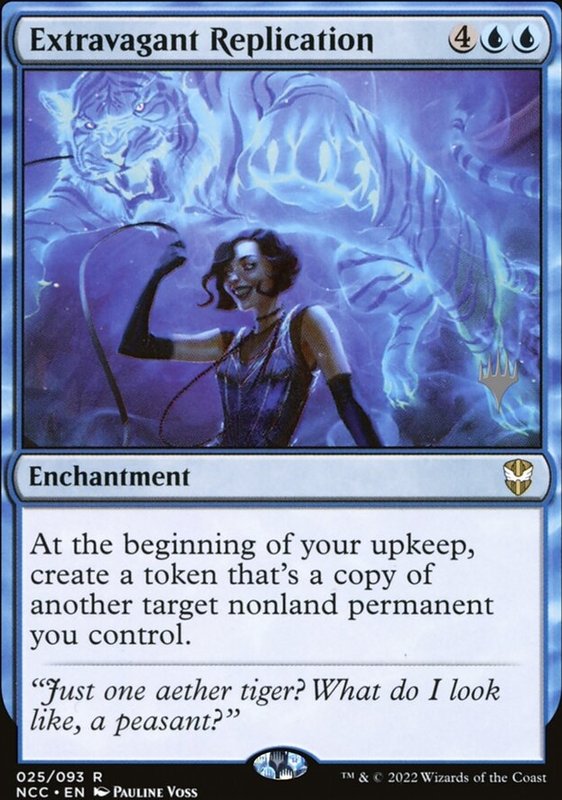 Extravagant Replication 4
Enchantment
At the beginning of your upkeep,
create a token that's a copy of
another target nonland permanent
you control.
“Just one aether tiger? What do I look
like, a peasant?”
025/093 R
NCC • EN Pauline Voss
™ & © 2022 Wizards of the Coast